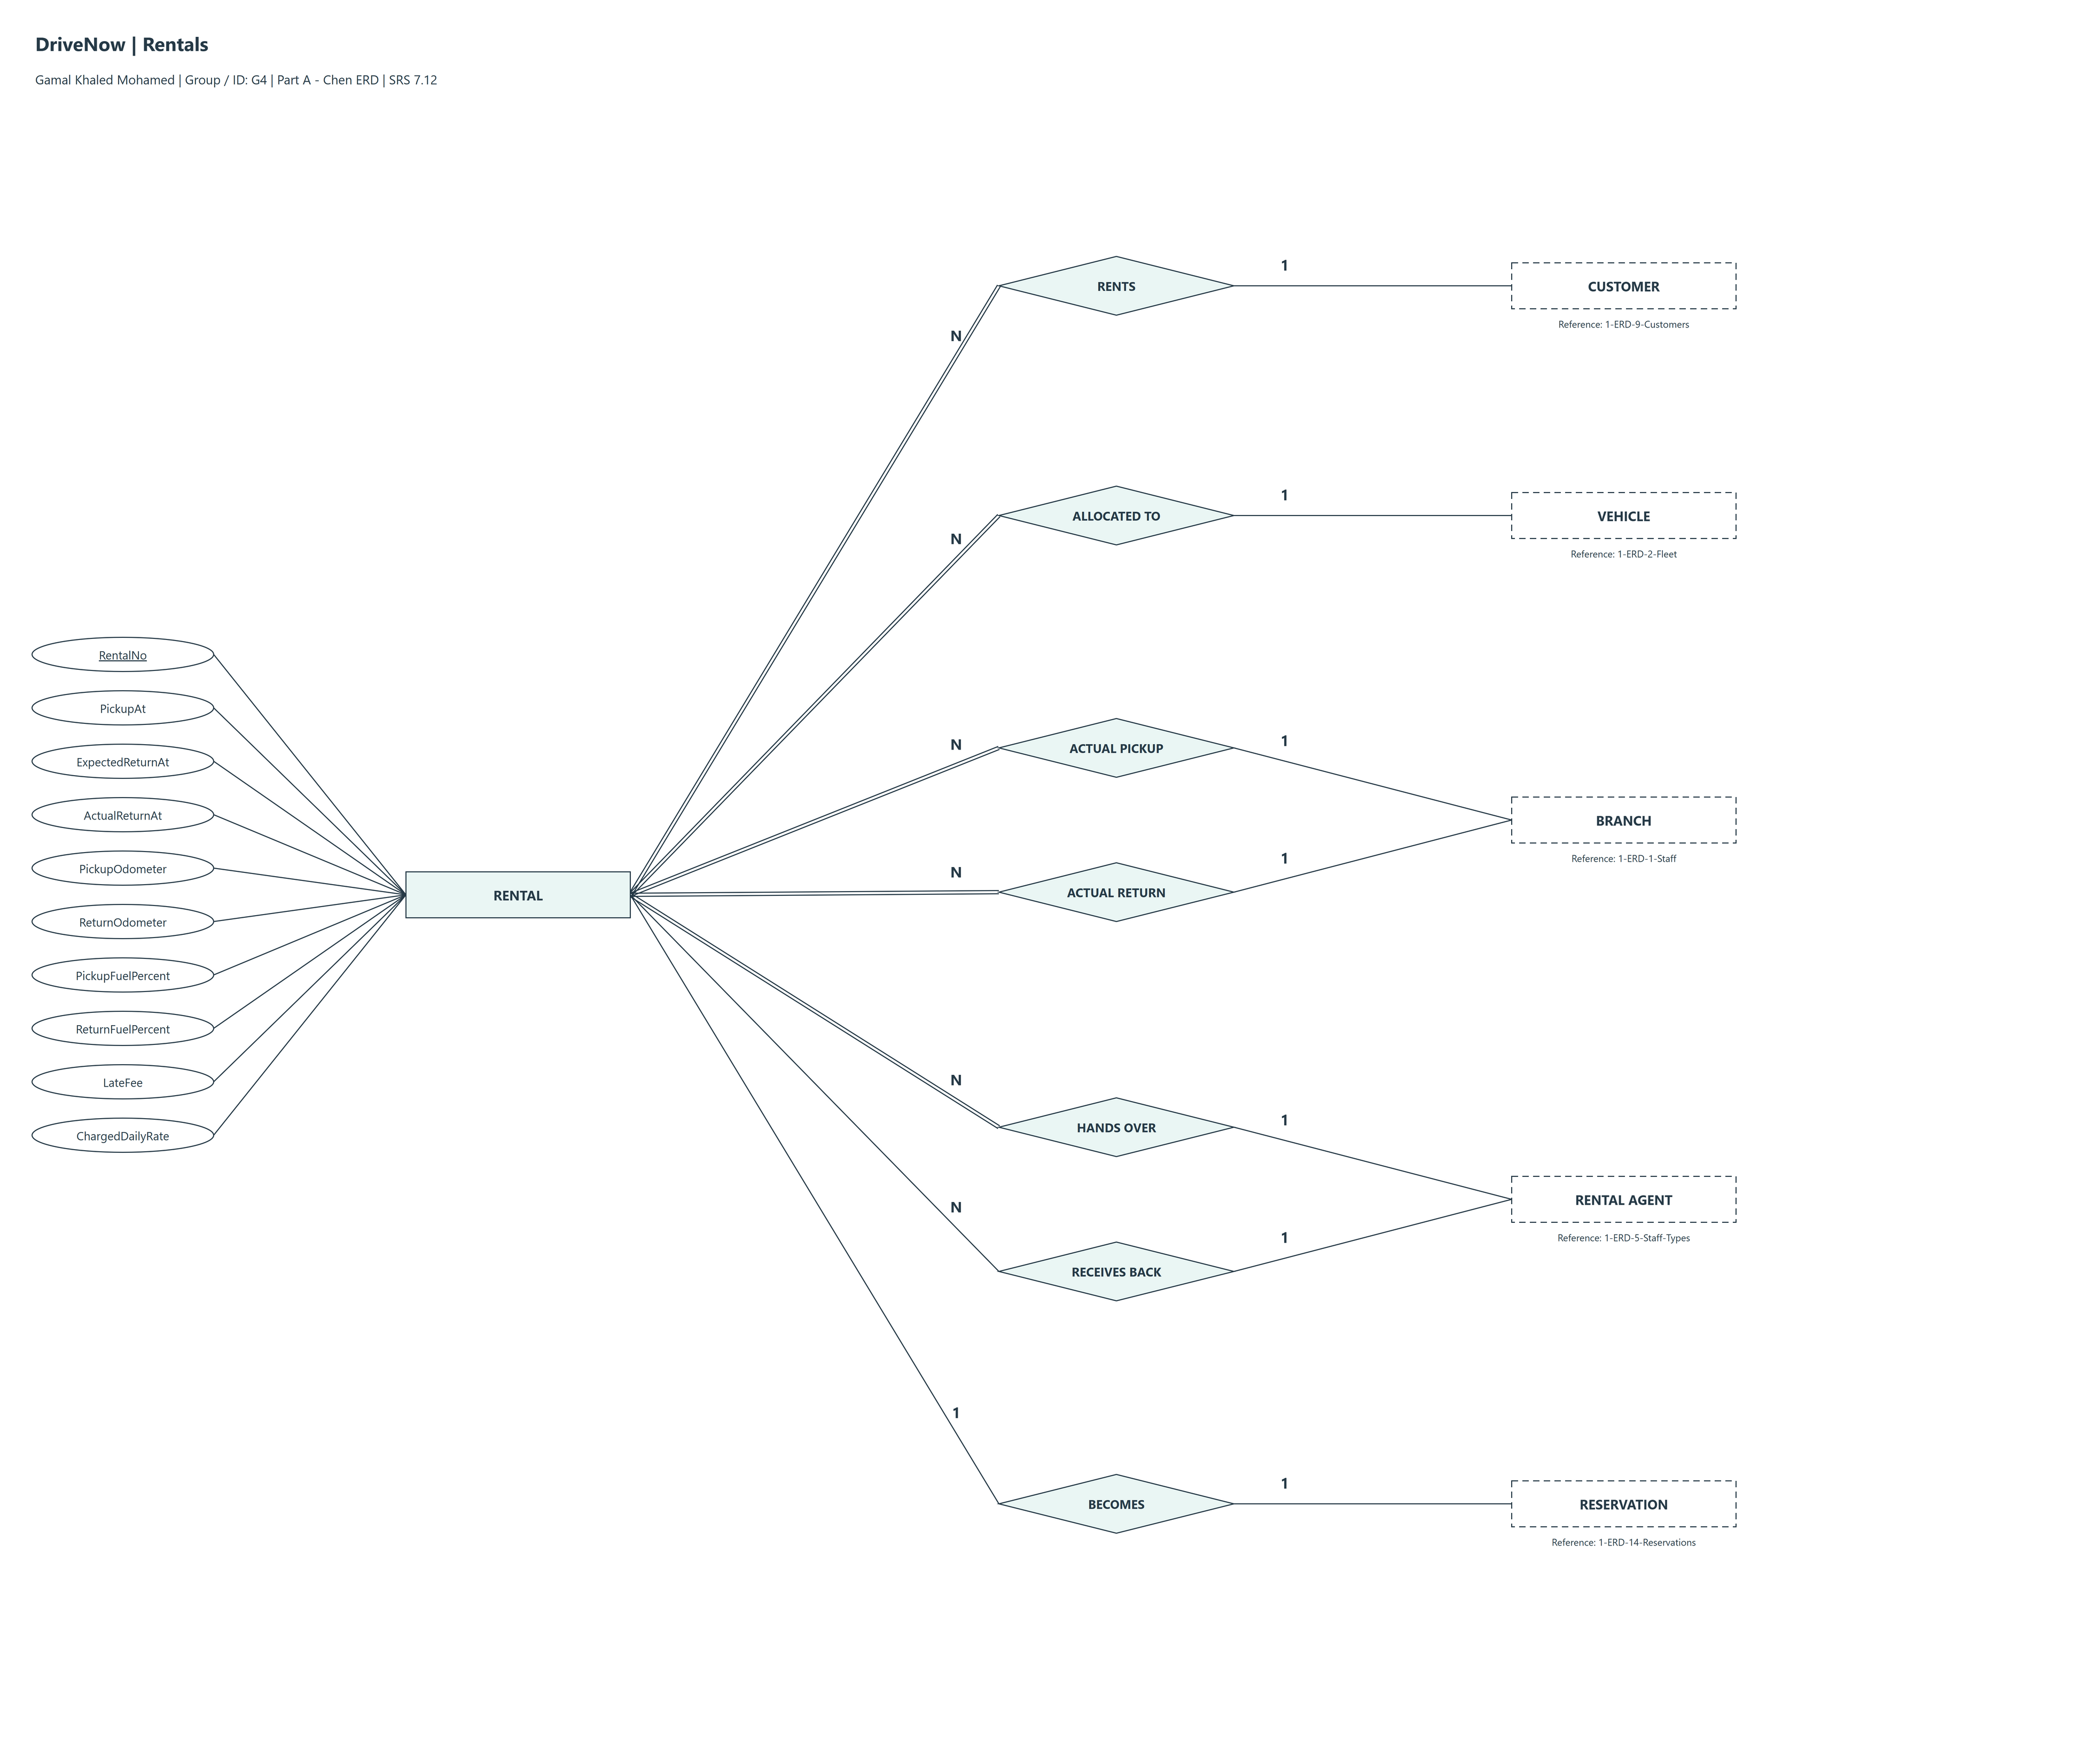 DriveNow | Rentals
Gamal Khaled Mohamed | Group / ID: G4 | Part A - Chen ERD | SRS 7.12
RENTS
1
CUSTOMER
Reference: 1-ERD-9-Customers
N
ALLOCATED TO
1
VEHICLE
Reference: 1-ERD-2-Fleet
N
RentalNo
PickupAt
ExpectedReturnAt
ActualReturnAt
PickupOdometer
ReturnOdometer
PickupFuelPercent
ReturnFuelPercent
LateFee
ChargedDailyRate
RENTAL
N
ACTUAL PICKUP
1
BRANCH
Reference: 1-ERD-1-Staff
N
ACTUAL RETURN
1
N
HANDS OVER
1
RENTAL AGENT
Reference: 1-ERD-5-Staff-Types
N
RECEIVES BACK
1
1
BECOMES
1
RESERVATION
Reference: 1-ERD-14-Reservations